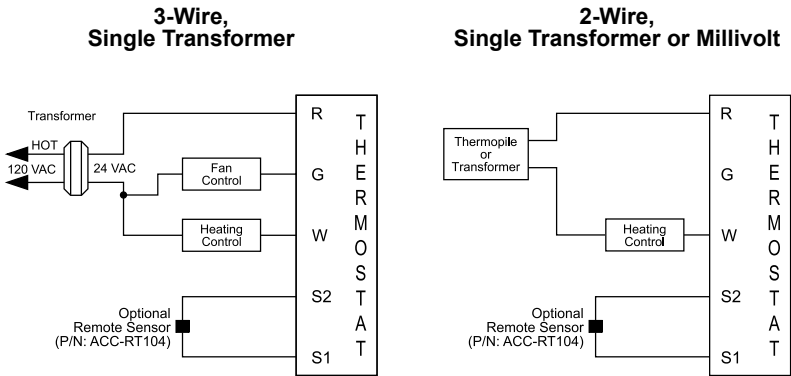 3-Wire,
Single Transformer
Transformer
HOT
120 VAC
24 VAC
Fan
Control
Heating
Control
Optional
Remote Sensor
(P/N: ACC-RT104)
R
G
W
S2
S1
THERMOSTAT
2-Wire,
Single Transformer or Millivolt
Thermopile
or
Transformer
Heating
Control
Optional
Remote Sensor
(P/N: ACC-RT104)
R
G
W
S2
S1
THERMOSTAT